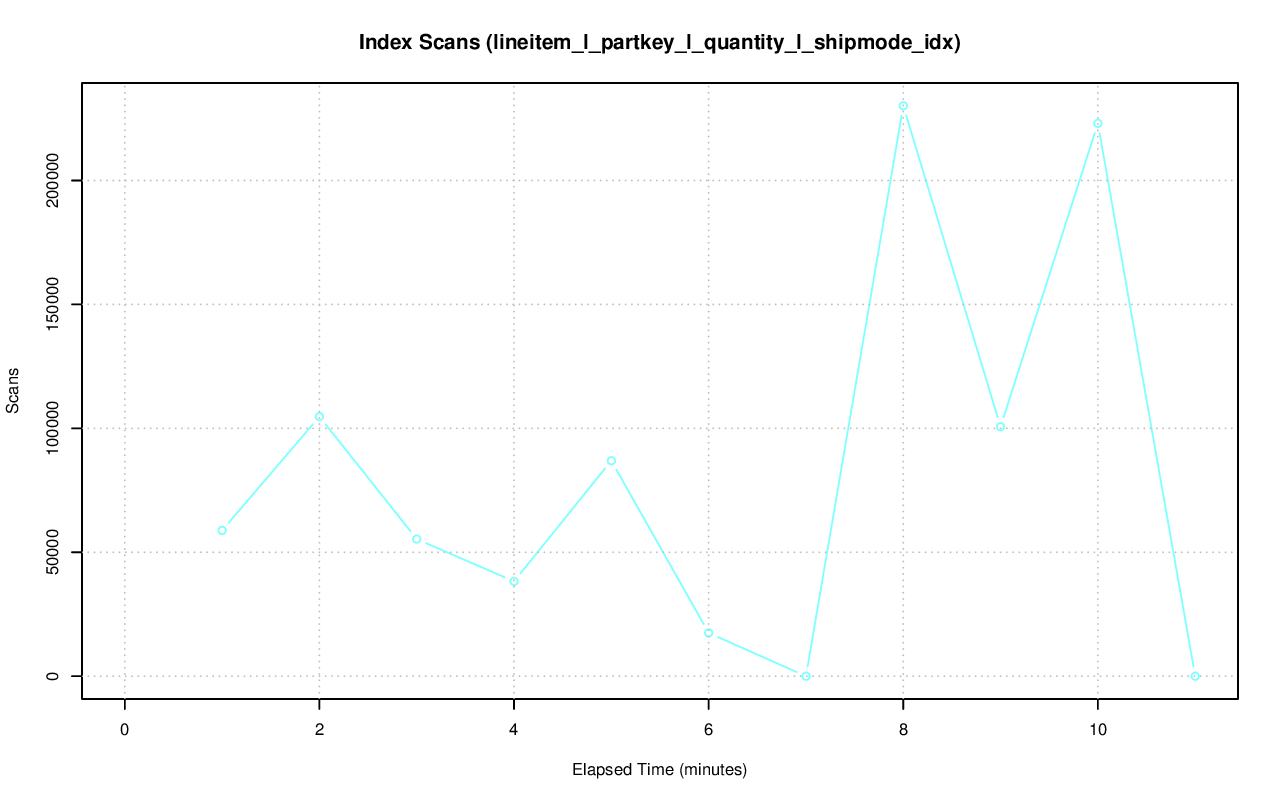 Index Scans (lineitem_l_partkey_l_quantity_l_shipmode_idx)
Scans
200000
150000
100000
50000
0
0 2 4 6 8 10
Elapsed Time (minutes)